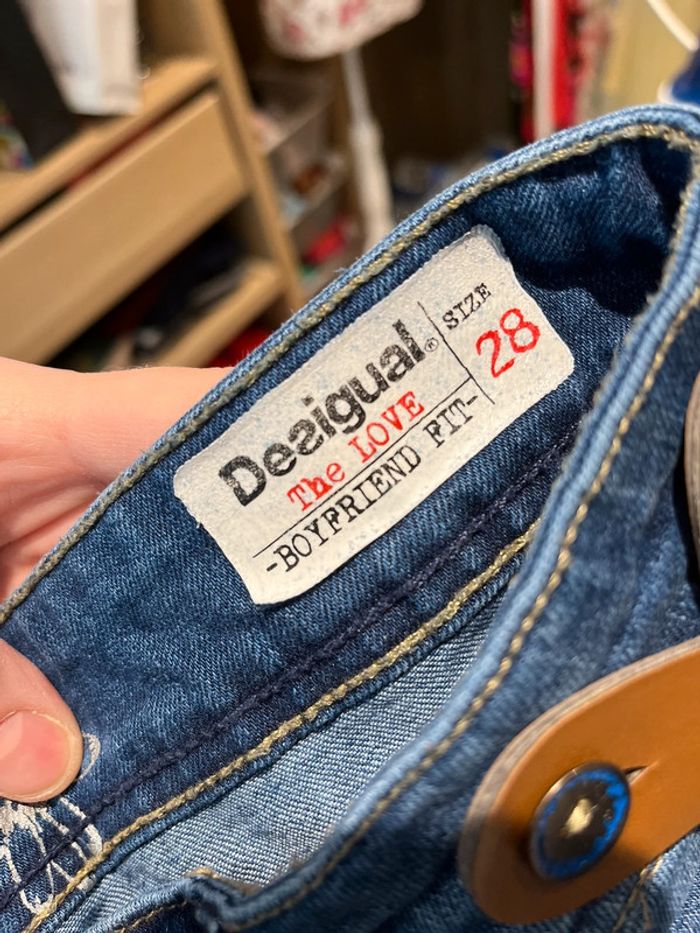 Desigual®
The LOVE
-BOYFRIEND FIT-
SIZE
28